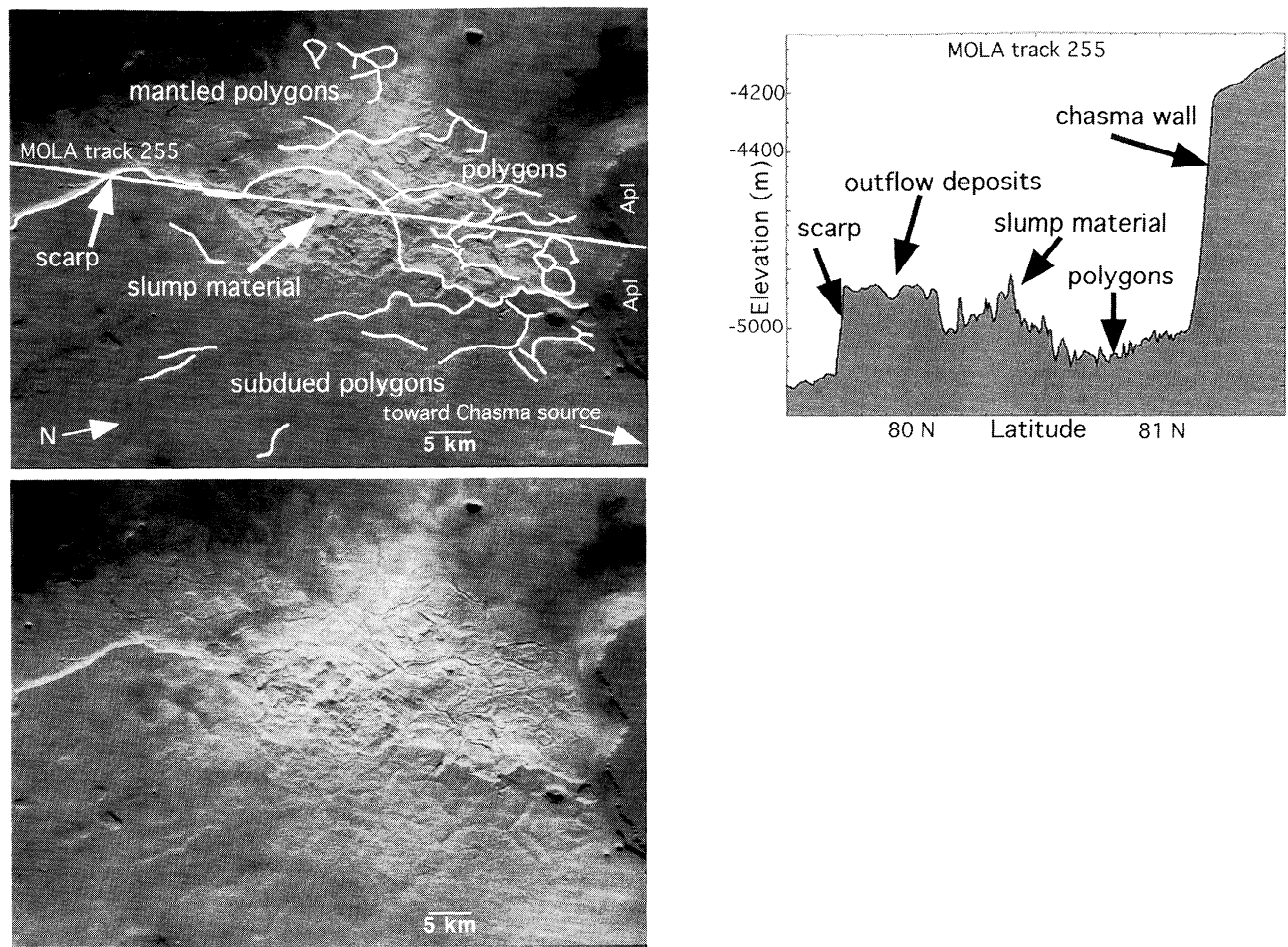 mantled polygons
MOLA track 255
polygons
Apl
scarp
slump material
Apl
subdued polygons
toward Chasma source
N
5 km
MOLA track 255
-4200
chasma wall
-4400
Elevation (m)
outflow deposits
scarp
slump material
polygons
-5000
80 N
Latitude
81 N
5 km